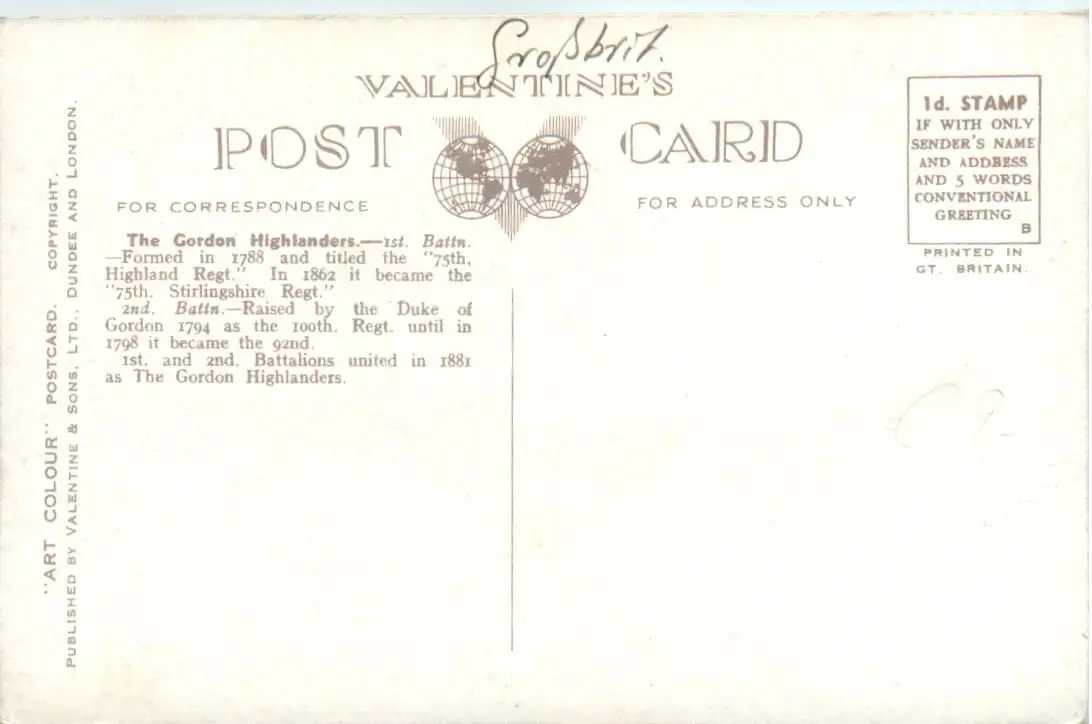 Großbrit.
VALENTINE'S
POST CARD
FOR CORRESPONDENCE
FOR ADDRESS ONLY
1d. STAMP
IF WITH ONLY
SENDER'S NAME
AND ADDRESS
AND 5 WORDS
CONVENTIONAL
GREETING
B
PRINTED IN
GT. BRITAIN.
The Gordon Highlanders.—1st. Battn.
—Formed in 1788 and titled the "75th.
Highland Regt." In 1862 it became the
"75th. Stirlingshire Regt."
2nd. Battn.—Raised by the Duke of
Gordon 1794 as the 100th. Regt. until in
1798 it became the 92nd.
1st. and 2nd. Battalions united in 1881
as The Gordon Highlanders.
"ART COLOUR" POSTCARD. COPYRIGHT.
PUBLISHED BY VALENTINE & SONS, LTD., DUNDEE AND LONDON.